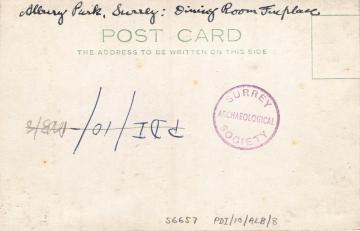 Albury Park, Surrey: Dining Room Fireplace
POST CARD
THE ADDRESS TO BE WRITTEN ON THIS SIDE
SURREY
ARCHAEOLOGICAL
SOCIETY
PDI/10/
S6657 PDI/10/ALB/8